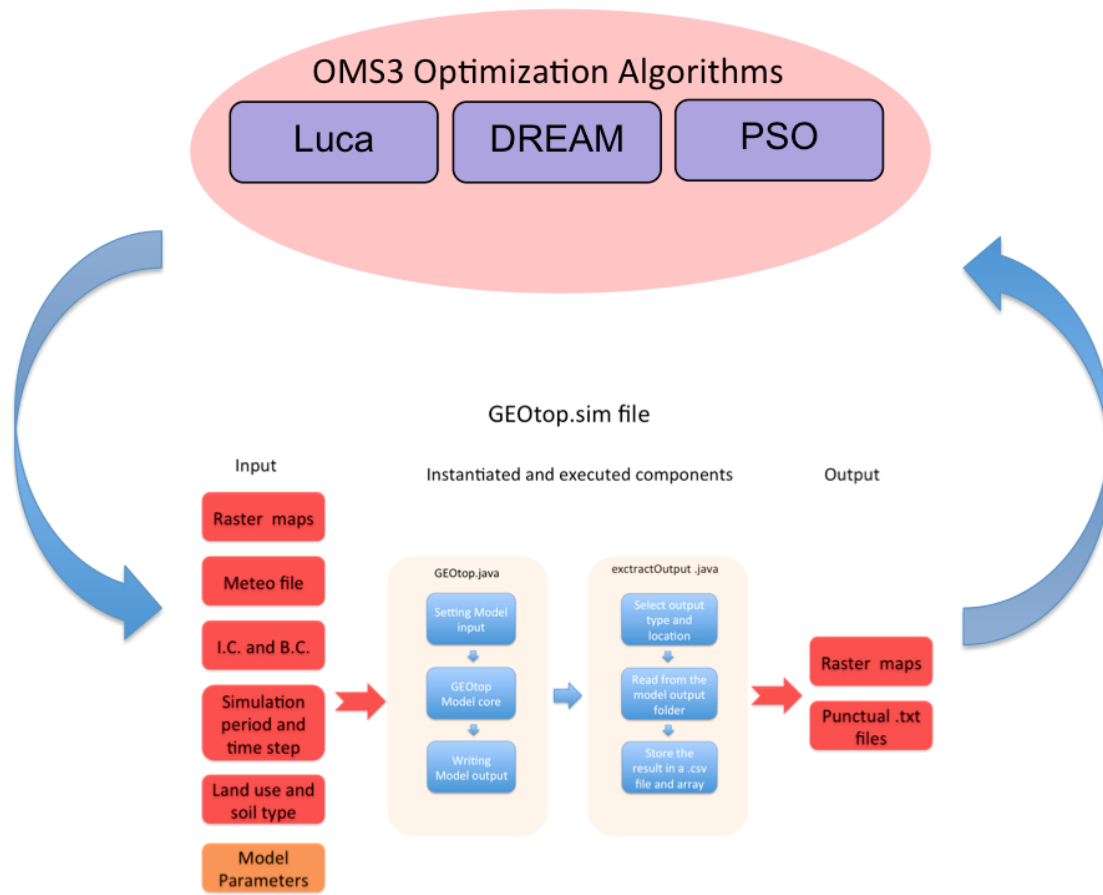 OMS3 Optimization Algorithms
Luca
DREAM
PSO
GEOtop.sim file
Input
Instantiated and executed components
Output
Raster maps
Meteo file
I.C. and B.C.
Simulation
period and
time step
Land use and
soil type
Model
Parameters
GEOtop.java
Setting Model
input
GEOtop
Model core
Writing
Model output
exctractOutput .java
Select output
type and
location
Read from the
model output
folder
Store the
result in a .csv
file and array
Raster maps
Punctual .txt
files